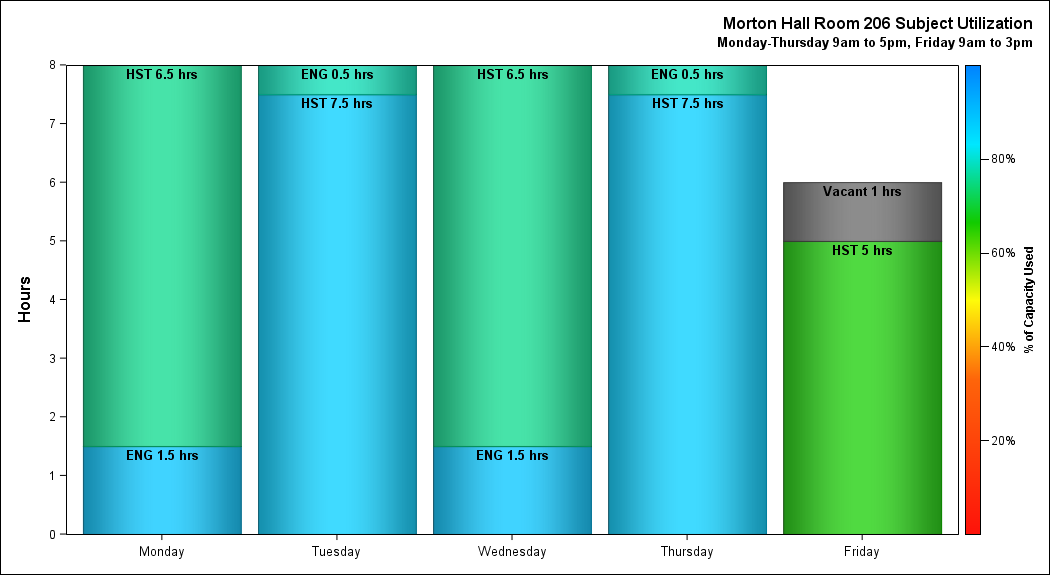 Morton Hall Room 206 Subject Utilization
Monday-Thursday 9am to 5pm, Friday 9am to 3pm
8
7
6
5
4
3
2
1
0
Hours
HST 6.5 hrs
ENG 1.5 hrs
ENG 0.5 hrs
HST 7.5 hrs
HST 6.5 hrs
ENG 1.5 hrs
ENG 0.5 hrs
HST 7.5 hrs
Vacant 1 hrs
HST 5 hrs
Monday
Tuesday
Wednesday
Thursday
Friday
80%
60%
40%
20%
% of Capacity Used